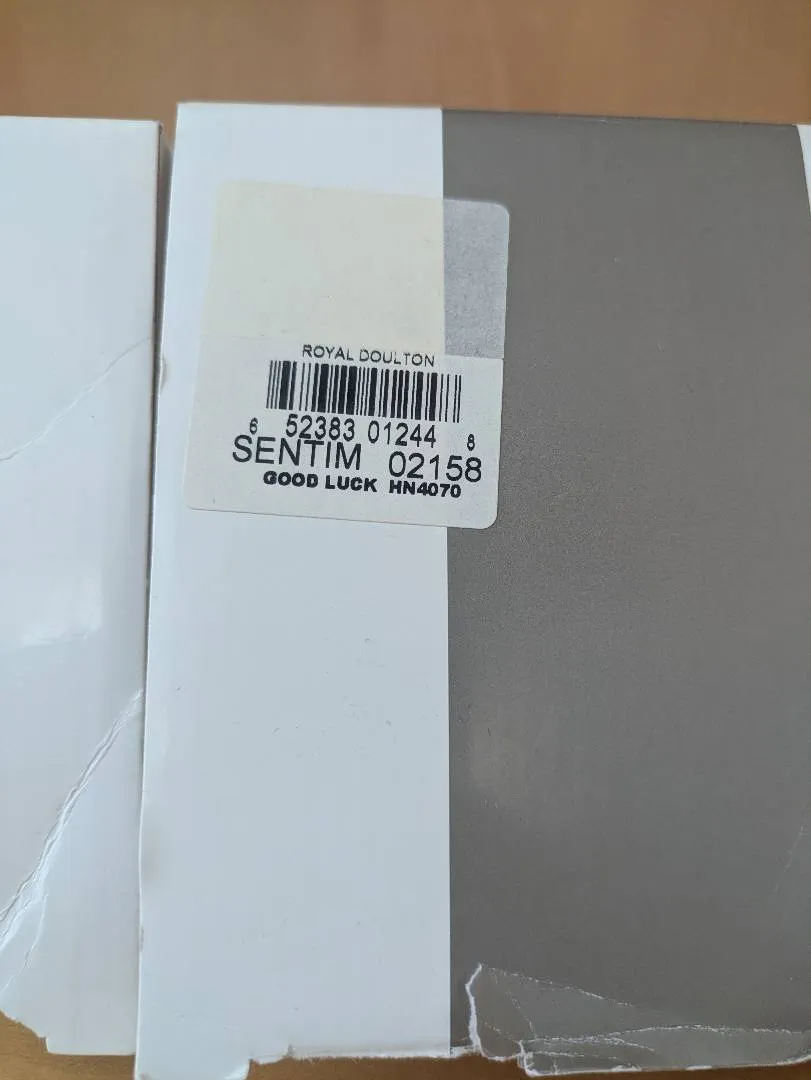 ROYAL DOULTON
6 52383 01244 8
SENTIM 02158
GOOD LUCK HN4070